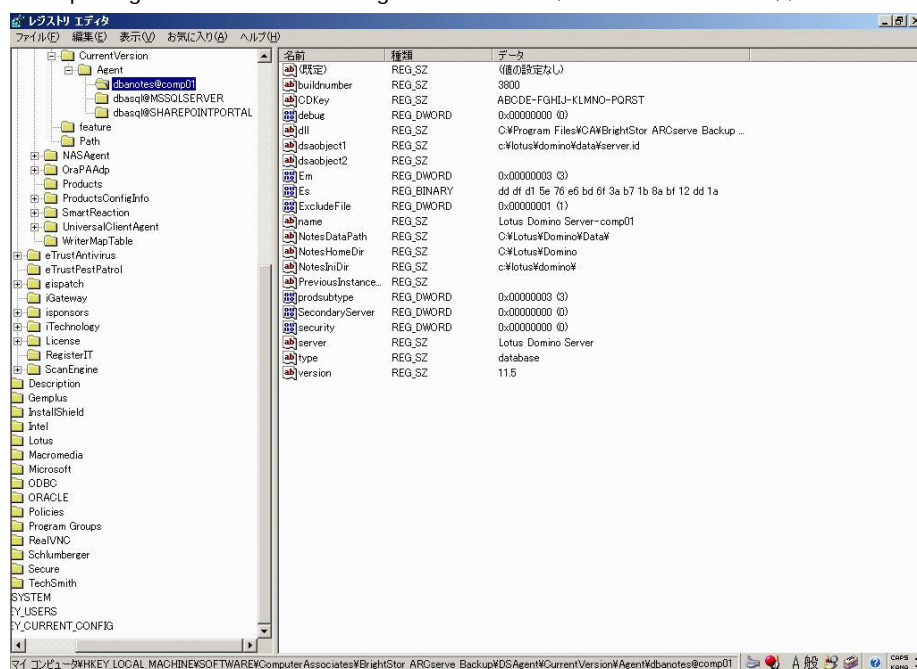 レジストリ エディタ
ファイル(F) 編集(E) 表示(V) お気に入り(A) ヘルプ(H)
CurrentVersion
Agent
dbanotes@comp01
dbasql@MSSQLSERVER
dbasql@SHAREPOINTPORTAL
feature
Path
NASAgent
OraPAAdp
Products
ProductsConfigInfo
SmartReaction
UniversalClientAgent
WriterMapTable
eTrustAntivirus
eTrustPestPatrol
gispatch
iGateway
isponsors
iTechnology
License
RegisterIT
ScanEngine
Description
Gemplus
InstallShield
Intel
Lotus
Macromedia
Microsoft
ODBC
ORACLE
Policies
Program Groups
RealVNC
Schlumberger
Secure
TechSmith
SYSTEM
Y_USERS
Y_CURRENT_CONFIG
名前 種類 データ
(既定) REG_SZ (値の設定なし)
buildnumber REG_SZ 3800
CDKey REG_SZ ABCDE-FGHIJ-KLMNO-PQRST
debug REG_DWORD 0x00000000 (0)
dll REG_SZ C:¥Program Files¥CA¥BrightStor ARCserve Backup ...
dsaobject1 REG_SZ c:¥lotus¥domino¥data¥server.id
dsaobject2 REG_SZ
Em REG_DWORD 0x00000003 (3)
Es REG_BINARY dd df d1 5e 76 e6 bd 6f 3a b7 1b 8a bf 12 dd 1a
ExcludeFile REG_DWORD 0x00000001 (1)
name REG_SZ Lotus Domino Server-comp01
NotesDataPath REG_SZ C:¥Lotus¥Domino¥Data¥
NotesHomeDir REG_SZ C:¥Lotus¥Domino
NotesIniDir REG_SZ c:¥lotus¥domino¥
PreviousInstance... REG_SZ
prodsubtype REG_DWORD 0x00000003 (3)
SecondaryServer REG_DWORD 0x00000000 (0)
security REG_DWORD 0x00000000 (0)
server REG_SZ Lotus Domino Server
type REG_SZ database
version REG_SZ 11.5
マイ コンピュータ¥HKEY_LOCAL_MACHINE¥SOFTWARE¥ComputerAssociates¥BrightStor ARCserve Backup¥DSAgent¥CurrentVersion¥Agent¥dbanotes@comp01
A 般 CAPS